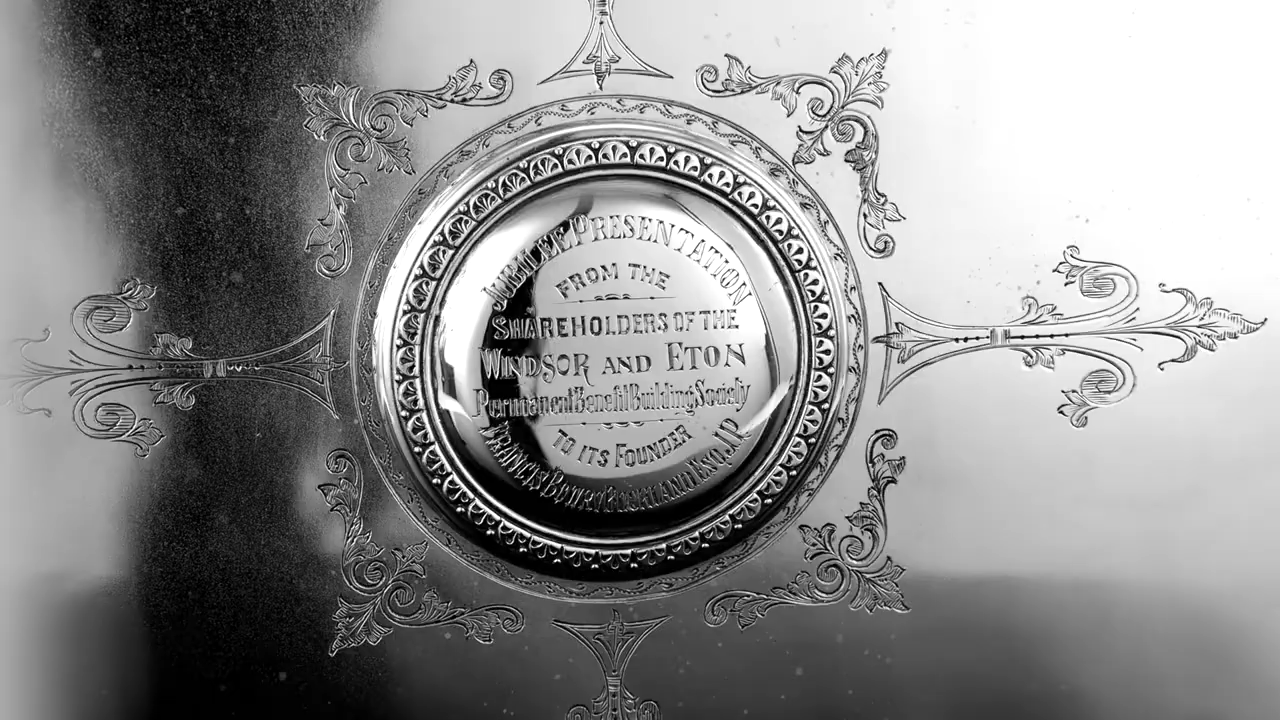 JUBILEE PRESENTATION
FROM THE
SHAREHOLDERS OF THE
WINDSOR AND ETON
Permanent Benefit Building Society
TO ITS FOUNDER
FRANCIS ESQ. J.P.